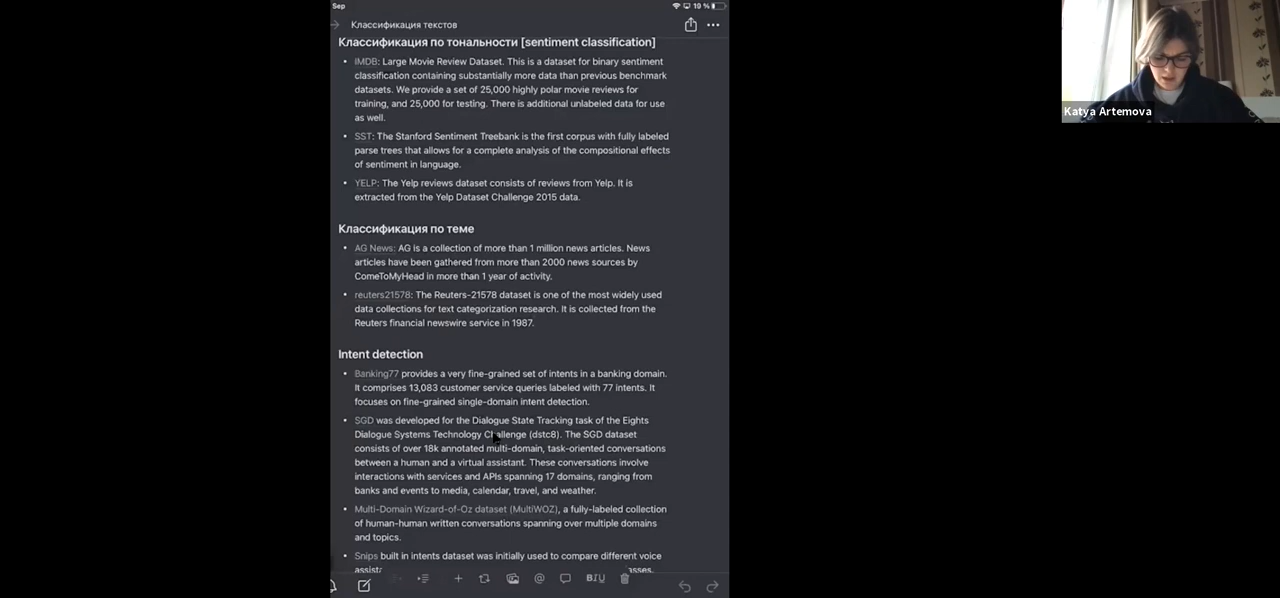 Sep
19 %
Классификация текстов
Классификация по тональности [sentiment classification]
• IMDB: Large Movie Review Dataset. This is a dataset for binary sentiment
classification containing substantially more data than previous benchmark
datasets. We provide a set of 25,000 highly polar movie reviews for
training, and 25,000 for testing. There is additional unlabeled data for use
as well.
• SST: The Stanford Sentiment Treebank is the first corpus with fully labeled
parse trees that allows for a complete analysis of the compositional effects
of sentiment in language.
• YELP: The Yelp reviews dataset consists of reviews from Yelp. It is
extracted from the Yelp Dataset Challenge 2015 data.
Классификация по теме
• AG News: AG is a collection of more than 1 million news articles. News
articles have been gathered from more than 2000 news sources by
ComeToMyHead in more than 1 year of activity.
• reuters21578: The Reuters-21578 dataset is one of the most widely used
data collections for text categorization research. It is collected from the
Reuters financial newswire service in 1987.
Intent detection
• Banking77 provides a very fine-grained set of intents in a banking domain.
It comprises 13,083 customer service queries labeled with 77 intents. It
focuses on fine-grained single-domain intent detection.
• SGD was developed for the Dialogue State Tracking task of the Eights
Dialogue Systems Technology Challenge (dstc8). The SGD dataset
consists of over 18k annotated multi-domain, task-oriented conversations
between a human and a virtual assistant. These conversations involve
interactions with services and APIs spanning 17 domains, ranging from
banks and events to media, calendar, travel, and weather.
• Multi-Domain Wizard-of-Oz dataset (MultiWOZ), a fully-labeled collection
of human-human written conversations spanning over multiple domains
and topics.
• Snips built in intents dataset was initially used to compare different voice
BIU
Katya Artemova